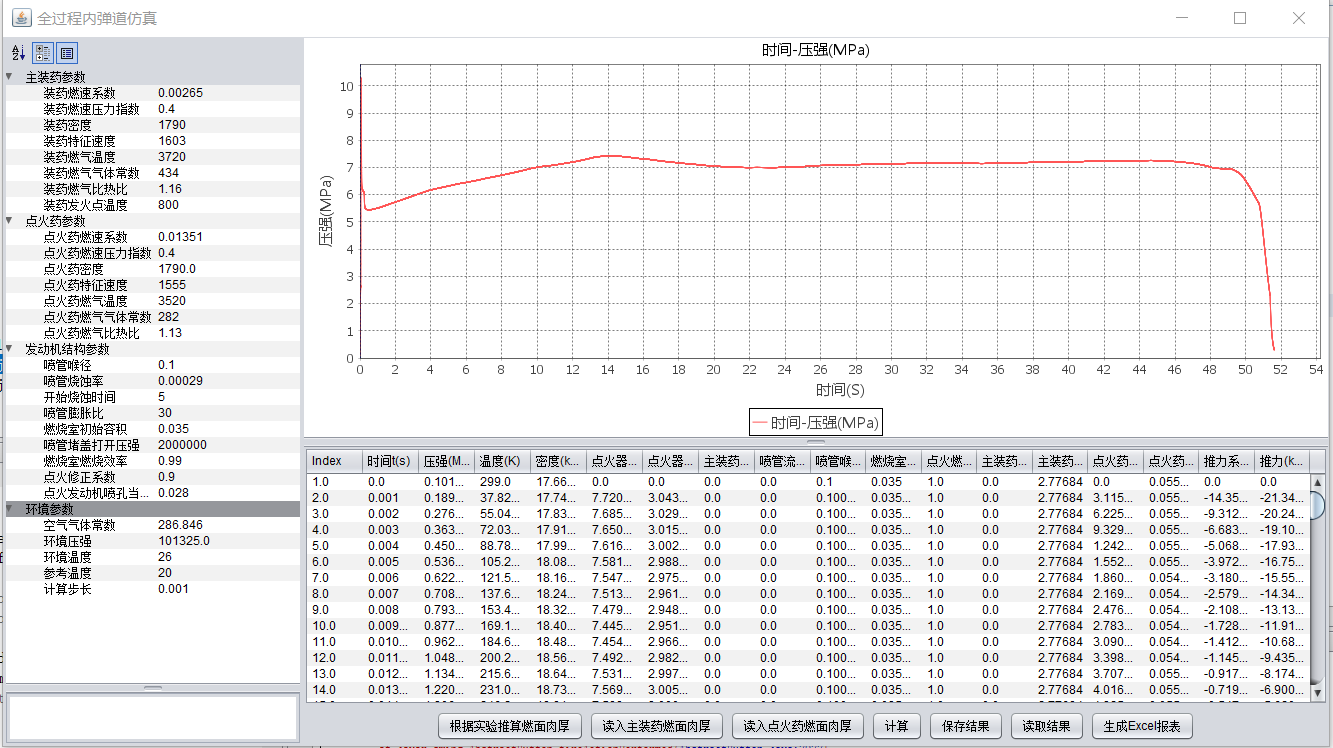 全过程内弹道仿真
主装药参数
装药燃速系数 0.00265
装药燃速压力指数 0.4
装药密度 1790
装药特征速度 1603
装药燃气温度 3720
装药燃气气体常数 434
装药燃气比热比 1.16
装药发火点温度 800
点火药参数
点火药燃速系数 0.01351
点火药燃速压力指数 0.4
点火药密度 1790.0
点火药特征速度 1555
点火药燃气温度 3520
点火药燃气气体常数 282
点火药燃气比热比 1.13
发动机结构参数
喷管喉径 0.1
喷管烧蚀率 0.00029
开始烧蚀时间 5
喷管膨胀比 30
燃烧室初始容积 0.035
喷管堵盖打开压强 2000000
燃烧室燃烧效率 0.99
点火修正系数 0.9
点火发动机喷孔当... 0.028
环境参数
空气气体常数 286.846
环境压强 101325.0
环境温度 26
参考温度 20
计算步长 0.001
时间-压强(MPa)
压强(MPa)
10
9
8
7
6
5
4
3
2
1
0
0 2 4 6 8 10 12 14 16 18 20 22 24 26 28 30 32 34 36 38 40 42 44 46 48 50 52 54
时间(S)
时间-压强(MPa)
Index 时间t(s) 压强(M... 温度(K) 密度(k... 点火器... 点火器... 主装药... 喷管流... 喷管喉... 燃烧室... 点火燃... 主装药... 主装药... 点火药... 点火药... 推力系... 推力(k...
1.0 0.0 0.101... 299.0 17.66... 0.0 0.0 0.0 0.0 0.1 0.035 1.0 0.0 2.77684 0.0 0.055... 0.0 0.0
2.0 0.001 0.189... 37.82... 17.74... 7.720... 3.043... 0.0 0.0 0.100... 0.035... 1.0 0.0 2.77684 3.115... 0.055... -14.35... -21.34...
3.0 0.002 0.276... 55.04... 17.83... 7.685... 3.029... 0.0 0.0 0.100... 0.035... 1.0 0.0 2.77684 6.225... 0.055... -9.312... -20.24...
4.0 0.003 0.363... 72.03... 17.91... 7.650... 3.015... 0.0 0.0 0.100... 0.035... 1.0 0.0 2.77684 9.329... 0.055... -6.683... -19.10...
5.0 0.004 0.450... 88.78... 17.99... 7.616... 3.002... 0.0 0.0 0.100... 0.035... 1.0 0.0 2.77684 1.242... 0.055... -5.068... -17.93...
6.0 0.005 0.536... 105.2... 18.08... 7.581... 2.988... 0.0 0.0 0.100... 0.035... 1.0 0.0 2.77684 1.552... 0.055... -3.972... -16.75...
7.0 0.006 0.622... 121.5... 18.16... 7.547... 2.975... 0.0 0.0 0.100... 0.035... 1.0 0.0 2.77684 1.860... 0.054... -3.180... -15.55...
8.0 0.007 0.708... 137.6... 18.24... 7.513... 2.961... 0.0 0.0 0.100... 0.035... 1.0 0.0 2.77684 2.169... 0.054... -2.579... -14.34...
9.0 0.008 0.793... 153.4... 18.32... 7.479... 2.948... 0.0 0.0 0.100... 0.035... 1.0 0.0 2.77684 2.476... 0.054... -2.108... -13.13...
10.0 0.009... 0.877... 169.1... 18.40... 7.445... 2.951... 0.0 0.0 0.100... 0.035... 1.0 0.0 2.77684 2.783... 0.054... -1.728... -11.91...
11.0 0.010... 0.962... 184.6... 18.48... 7.454... 2.966... 0.0 0.0 0.100... 0.035... 1.0 0.0 2.77684 3.090... 0.054... -1.412... -10.68...
12.0 0.011... 1.048... 200.2... 18.56... 7.492... 2.982... 0.0 0.0 0.100... 0.035... 1.0 0.0 2.77684 3.398... 0.054... -1.145... -9.435...
13.0 0.012... 1.134... 215.6... 18.64... 7.531... 2.997... 0.0 0.0 0.100... 0.035... 1.0 0.0 2.77684 3.707... 0.054... -0.917... -8.174...
14.0 0.013... 1.220... 231.0... 18.73... 7.569... 3.005... 0.0 0.0 0.100... 0.035... 1.0 0.0 2.77684 4.016... 0.054... -0.719... -6.900...
根据实验推算燃面肉厚 读入主装药燃面肉厚 读入点火药燃面肉厚 计算 保存结果 读取结果 生成Excel报表